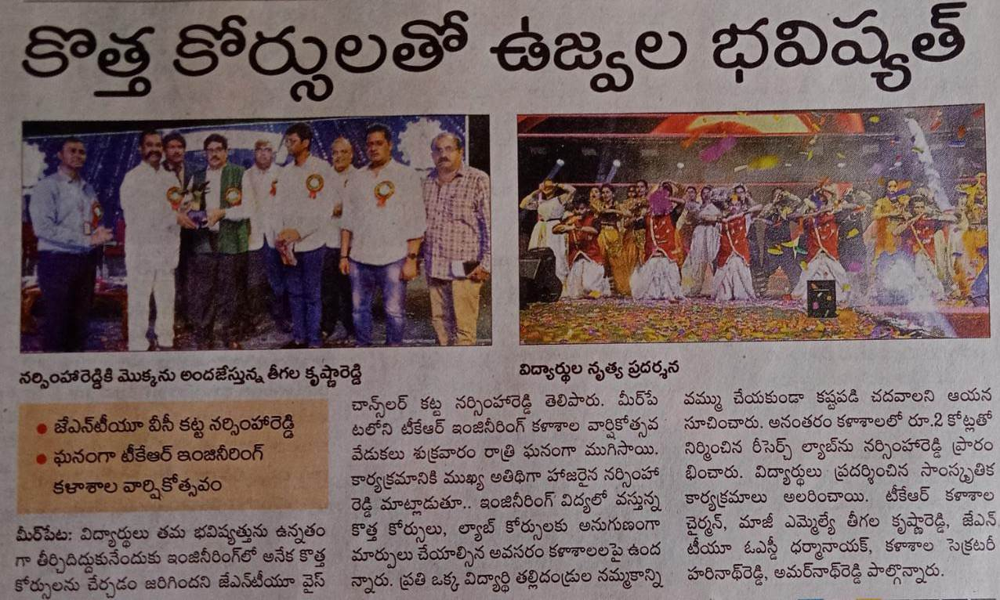 కొత్త కోర్సులతో ఉజ్వల భవిష్యత్
నర్సింహారెడ్డికి మొక్కను అందజేస్తున్న తీగల కృష్ణారెడ్డి
విద్యార్థుల నృత్య ప్రదర్శన
• జేఎన్‌టీయూ వీసీ కట్ట నర్సింహారెడ్డి
• ఘనంగా టీకేఆర్ ఇంజినీరింగ్
కళాశాల వార్షికోత్సవం
మీర్‌పేట: విద్యార్థులు తమ భవిష్యత్తును ఉన్నతం
గా తీర్చిదిద్దుకునేందుకు ఇంజినీరింగ్‌లో అనేక కొత్త
కోర్సులను చేర్చడం జరిగిందని జేఎన్‌టీయూ వైస్
చాన్స్‌లర్ కట్ట నర్సింహారెడ్డి తెలిపారు. మీర్‌పే
టలోని టీకేఆర్ ఇంజినీరింగ్ కళాశాల వార్షికోత్సవ
వేడుకలు శుక్రవారం రాత్రి ఘనంగా ముగిసాయి.
కార్యక్రమానికి ముఖ్య అతిథిగా హాజరైన నర్సింహా
రెడ్డి మాట్లాడుతూ.. ఇంజినీరింగ్ విద్యలో వస్తున్న
కొత్త కోర్సులు, ల్యాబ్ కోర్సులకు అనుగుణంగా
మార్పులు చేయాల్సిన అవసరం కళాశాలలపై ఉంద
న్నారు. ప్రతి ఒక్క విద్యార్థి తల్లిదండ్రుల నమ్మకాన్ని
వమ్ము చేయకుండా కష్టపడి చదవాలని ఆయన
సూచించారు. అనంతరం కళాశాలలో రూ.2 కోట్లతో
నిర్మించిన రీసెర్చ్ ల్యాబ్‌ను నర్సింహారెడ్డి ప్రారం
భించారు. విద్యార్థులు ప్రదర్శించిన సాంస్కృతిక
కార్యక్రమాలు అలరించాయి. టీకేఆర్ కళాశాల
చైర్మన్, మాజీ ఎమ్మెల్యే తీగల కృష్ణారెడ్డి, జేఎన్
టీయూ ఓఎస్డీ ధర్మానాయక్, కళాశాల సెక్రటరీ
హరినాథ్‌రెడ్డి, అమర్‌నాథ్‌రెడ్డి పాల్గొన్నారు.